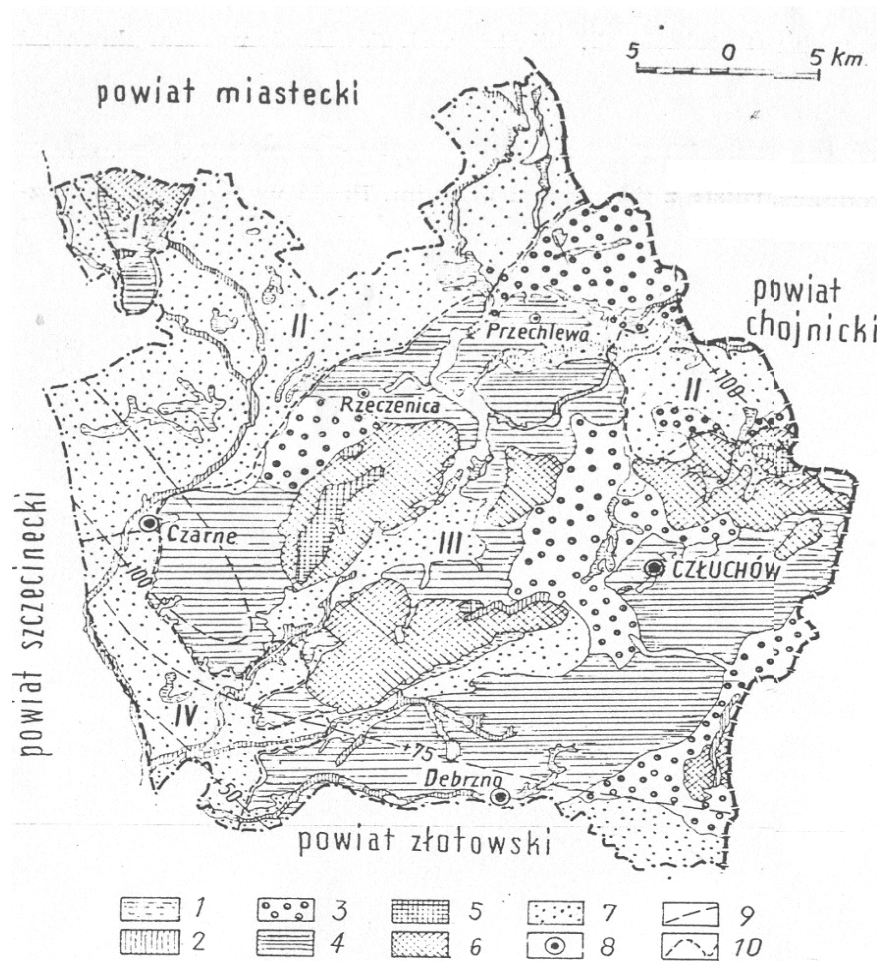 5 0 5 km.
powiat miastecki
I
II
powiat
chojnicki
Przechlewa
+100
II
Rzeczenica
powiat szczecinecki
Czarne
III
CZŁUCHÓW
+100
IV
+75
Debrzno
+50
powiat złotowski
1 3 5 7 9
2 4 6 8 10